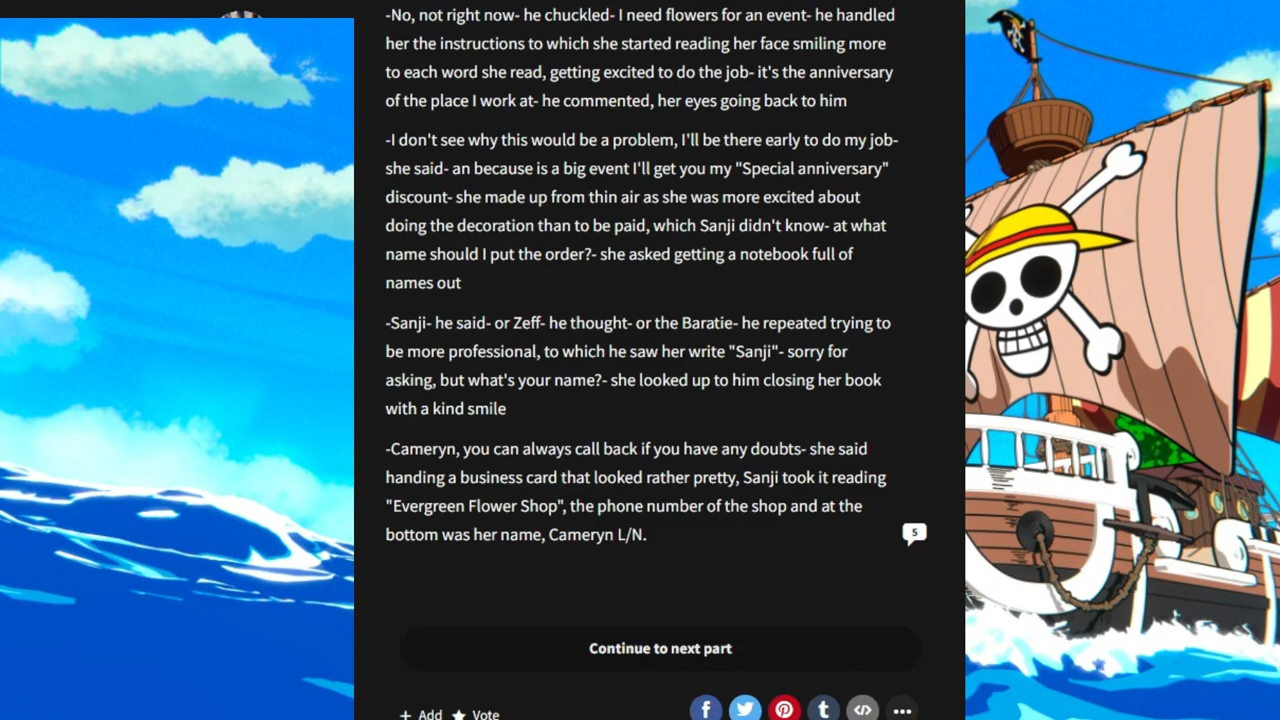 -No, not right now- he chuckled- I need flowers for an event- he handled
her the instructions to which she started reading her face smiling more
to each word she read, getting excited to do the job- it's the anniversary
of the place I work at- he commented, her eyes going back to him
-I don't see why this would be a problem, I'll be there early to do my job-
she said- an because is a big event I'll get you my "Special anniversary"
discount- she made up from thin air as she was more excited about
doing the decoration than to be paid, which Sanji didn't know- at what
name should I put the order?- she asked getting a notebook full of
names out
-Sanji- he said- or Zeff- he thought- or the Baratie- he repeated trying to
be more professional, to which he saw her write "Sanji"- sorry for
asking, but what's your name?- she looked up to him closing her book
with a kind smile
-Cameryn, you can always call back if you have any doubts- she said
handing a business card that looked rather pretty, Sanji took it reading
"Evergreen Flower Shop", the phone number of the shop and at the
bottom was her name, Cameryn L/N.
5
Continue to next part
+ Add ★ Vote